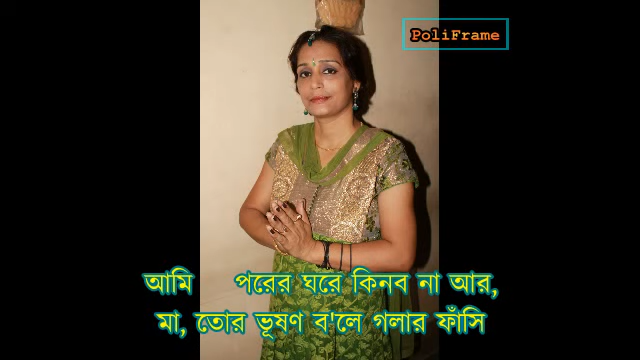 PoliFrame
আমি পরের ঘরে কিনব না আর,
মা, তোর ভূষণ ব'লে গলার ফাঁসি